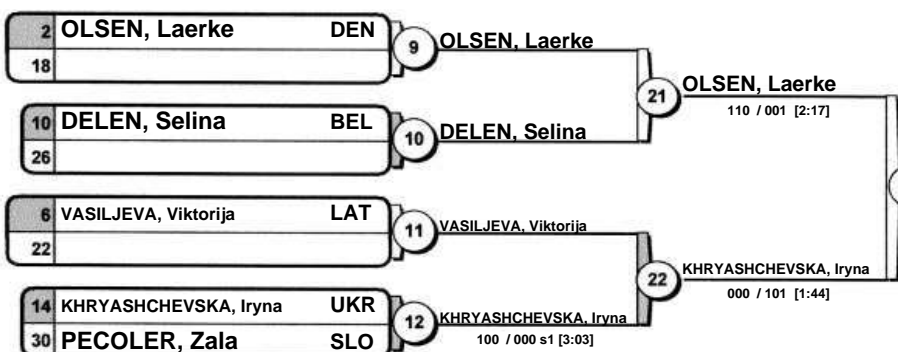 2 OLSEN, Laerke DEN
18
9
OLSEN, Laerke
10 DELEN, Selina BEL
26
10
DELEN, Selina
21
OLSEN, Laerke
110 / 001 [2:17]
6 VASILJEVA, Viktorija LAT
22
11
VASILJEVA, Viktorija
14 KHRYASHCHEVSKA, Iryna UKR
30 PECOLER, Zala SLO
12
KHRYASHCHEVSKA, Iryna
100 / 000 s1 [3:03]
22
KHRYASHCHEVSKA, Iryna
000 / 101 [1:44]